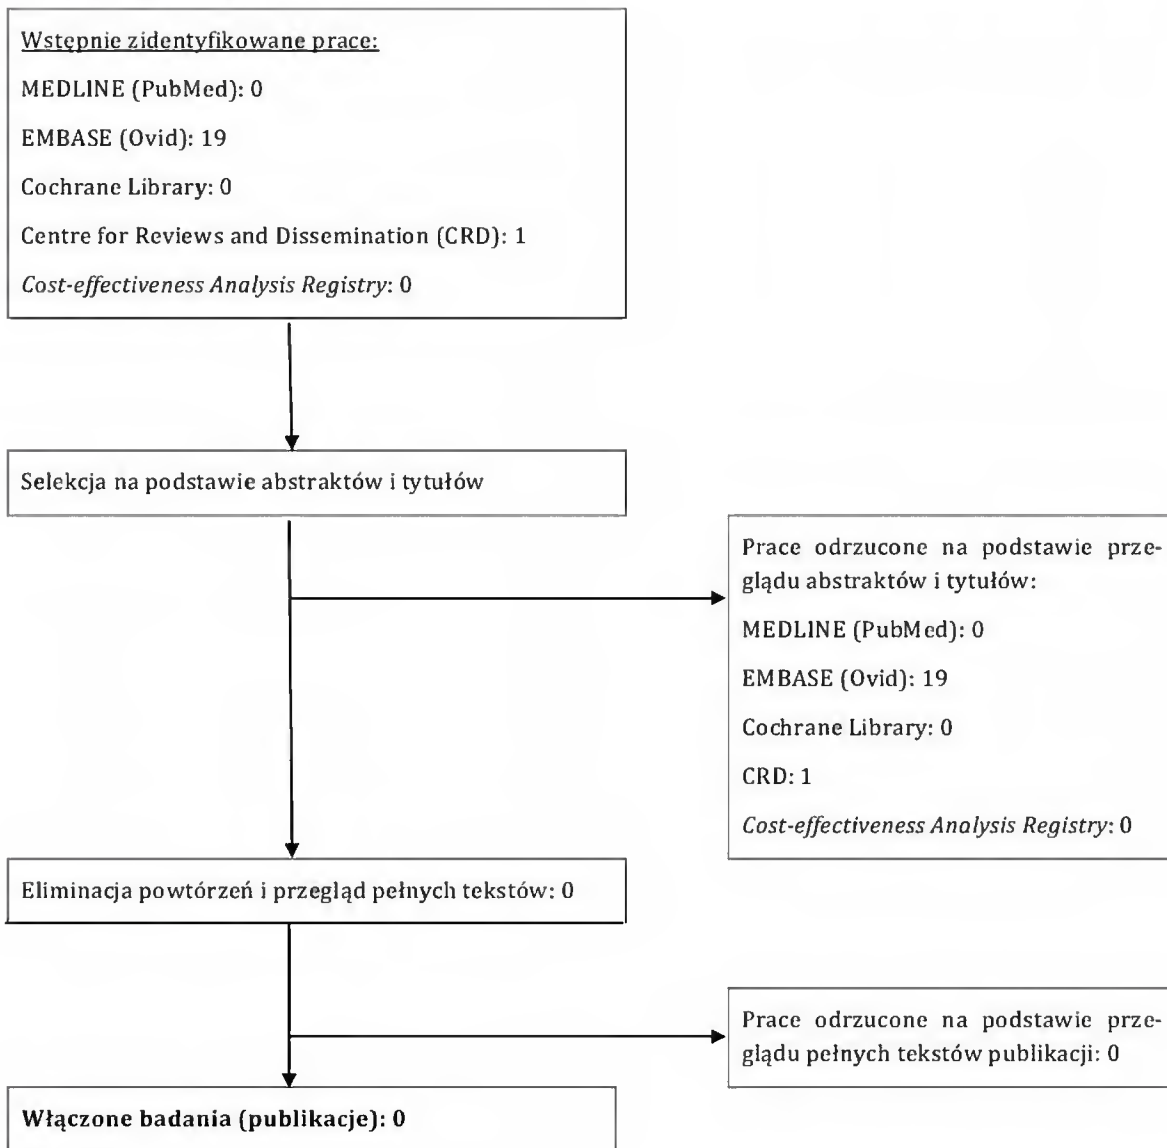 Wstępnie zidentyfikowane prace:
MEDLINE (PubMed): 0
EMBASE (Ovid): 19
Cochrane Library: 0
Centre for Reviews and Dissemination (CRD): 1
Cost-effectiveness Analysis Registry: 0
Selekcja na podstawie abstraktów i tytułów
Prace odrzucone na podstawie prze-
glądu abstraktów i tytułów:
MEDLINE (PubMed): 0
EMBASE (Ovid): 19
Cochrane Library: 0
CRD: 1
Cost-effectiveness Analysis Registry: 0
Eliminacja powtórzeń i przegląd pełnych tekstów: 0
Prace odrzucone na podstawie prze-
glądu pełnych tekstów publikacji: 0
Włączone badania (publikacje): 0